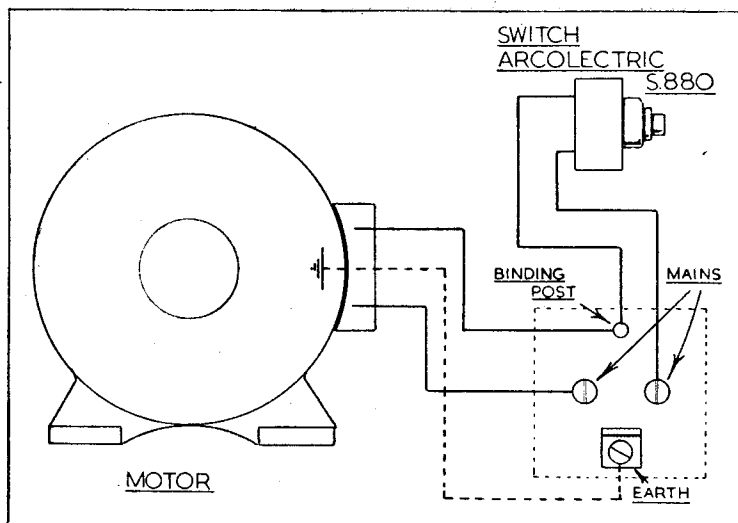 SWITCH
ARCOLECTRIC
S.880
BINDING
POST
MAINS
EARTH
MOTOR